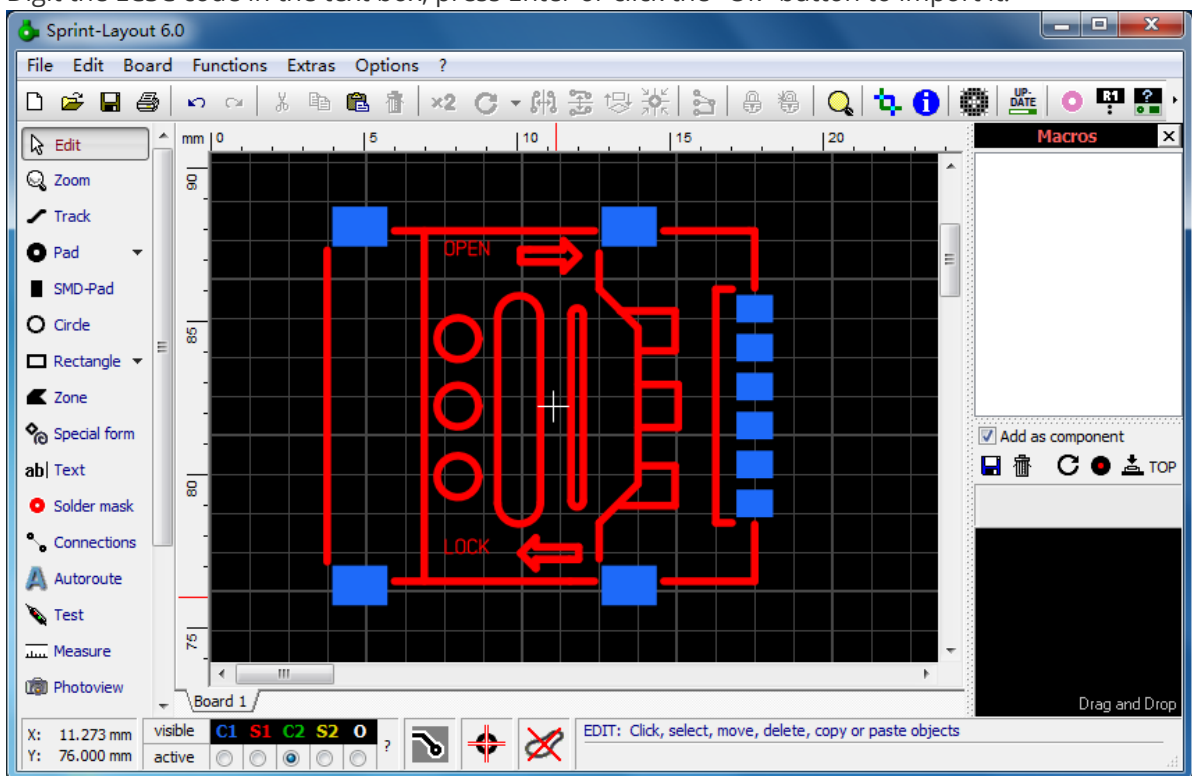 Digit the LCSC code in the text box, press Enter or click the "OK" button to import it.
Sprint-Layout 6.0
File Edit Board Functions Extras Options ?
×2 UP-DATE R1 ?
Edit
Zoom
Track
Pad
SMD-Pad
Circle
Rectangle
Zone
Special form
ab| Text
Solder mask
Connections
Autoroute
Test
Measure
Photoview
mm 0 5 10 15 20
90
85
80
75
OPEN
LOCK
Macros
Add as component
TOP
Drag and Drop
Board 1
X: 11.273 mm
Y: 76.000 mm
visible C1 S1 C2 S2 O
active
?
EDIT: Click, select, move, delete, copy or paste objects